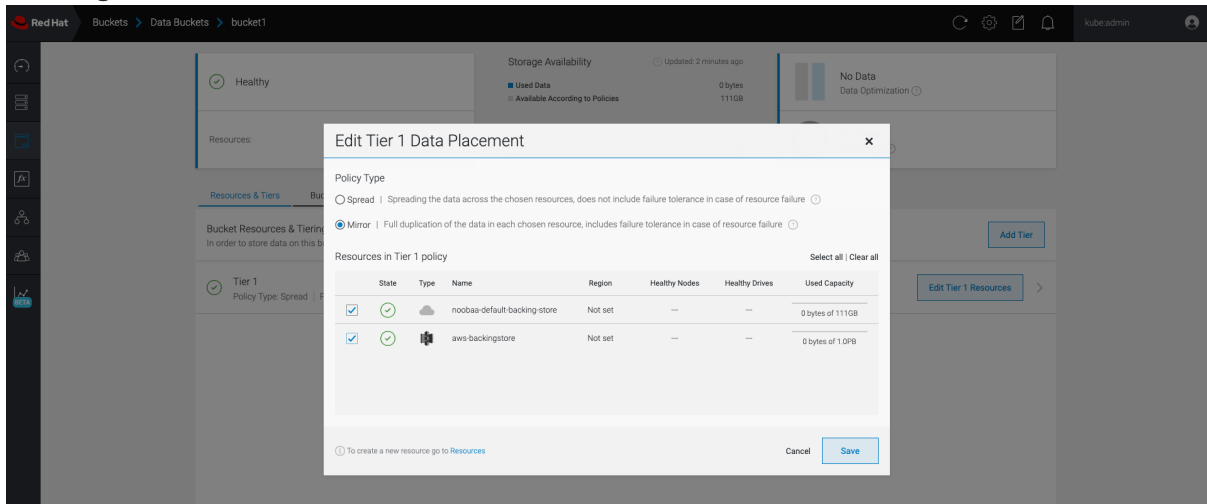 Red Hat
Buckets > Data Buckets > bucket1
kube:admin
Healthy
Storage Availability
Updated: 2 minutes ago
Used Data
0 bytes
Available According to Policies
111GB
No Data
Data Optimization
Resources:
Edit Tier 1 Data Placement
Policy Type
Spread | Spreading the data across the chosen resources, does not include failure tolerance in case of resource failure
Mirror | Full duplication of the data in each chosen resource, includes failure tolerance in case of resource failure
Resources in Tier 1 policy
Select all | Clear all
State Type Name Region Healthy Nodes Healthy Drives Used Capacity
noobaa-default-backing-store Not set — — 0 bytes of 111GB
aws-backingstore Not set — — 0 bytes of 1.0PB
To create a new resource go to Resources
Cancel
Save
Resources & Tiers
Bucket Resources & Tiering
In order to store data on this
Add Tier
Tier 1
Policy Type: Spread |
Edit Tier 1 Resources
BETA